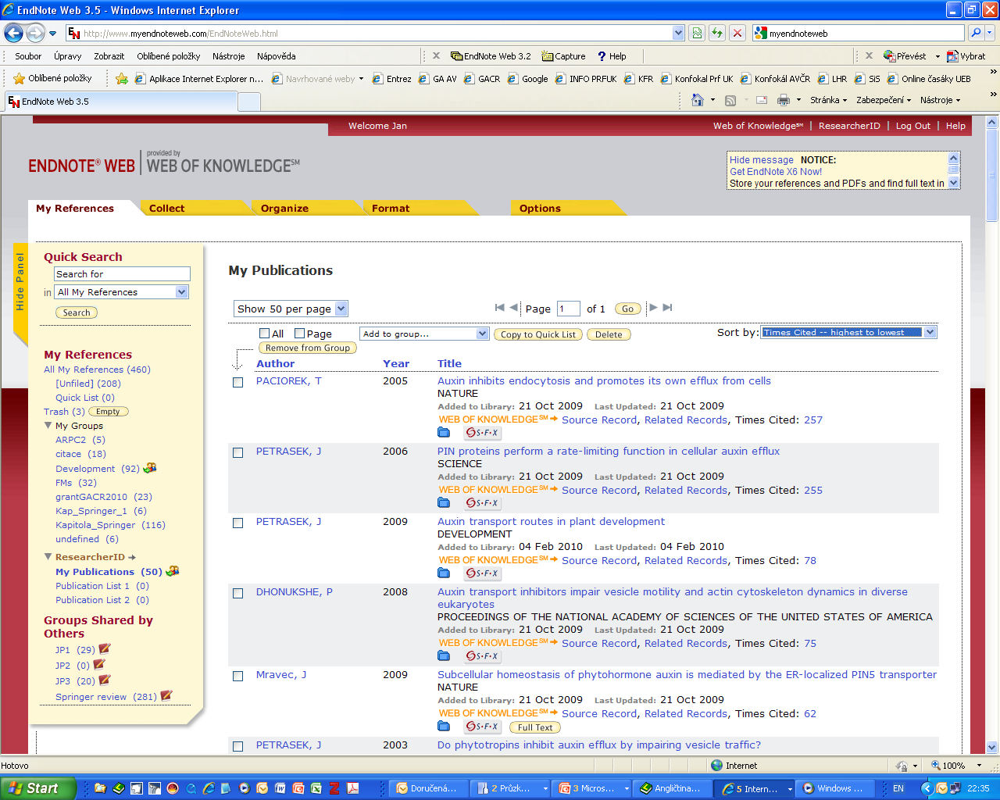 EndNote Web 3.5 - Windows Internet Explorer
http://www.myendnoteweb.com/EndNoteWeb.html
myendnoteweb
Soubor Úpravy Zobrazit Oblíbené položky Nástroje Nápověda
EndNote Web 3.2 Capture ? Help
Převést Vybrat
Oblíbené položky
Aplikace Internet Explorer n... Navrhované weby Entrez GA AV GAČR Google INFO PRFUK KFR Konfokal Prf UK Konfokál AVČR LHR SiS Online časáky UEB
EndNote Web 3.5
Stránka Zabezpečení Nástroje
Welcome Jan
Web of Knowledge℠ | ResearcherID | Log Out | Help
ENDNOTE® WEB
provided by
WEB OF KNOWLEDGE℠
Hide message NOTICE:
Get EndNote X6 Now!
Store your references and PDFs and find full text in
My References
Collect
Organize
Format
Options
Hide Panel
Quick Search
Search for
in All My References
Search
My References
All My References (460)
[Unfiled] (208)
Quick List (0)
Trash (3) Empty
My Groups
ARPC2 (5)
citace (18)
Development (92)
FMs (32)
grantGACR2010 (23)
Kap_Springer_1 (6)
Kapitola_Springer (116)
undefined (6)
ResearcherID
My Publications (50)
Publication List 1 (0)
Publication List 2 (0)
Groups Shared by
Others
JP1 (29)
JP2 (0)
JP3 (20)
Springer review (281)
My Publications
Show 50 per page
Page 1 of 1 Go
All Page Add to group... Copy to Quick List Delete
Sort by: Times Cited -- highest to lowest
Remove from Group
Author Year Title
PACIOREK, T 2005 Auxin inhibits endocytosis and promotes its own efflux from cells
NATURE
Added to Library: 21 Oct 2009 Last Updated: 21 Oct 2009
WEB OF KNOWLEDGE℠ Source Record, Related Records, Times Cited: 257
S·F·X
PETRASEK, J 2006 PIN proteins perform a rate-limiting function in cellular auxin efflux
SCIENCE
Added to Library: 21 Oct 2009 Last Updated: 21 Oct 2009
WEB OF KNOWLEDGE℠ Source Record, Related Records, Times Cited: 255
S·F·X
PETRASEK, J 2009 Auxin transport routes in plant development
DEVELOPMENT
Added to Library: 04 Feb 2010 Last Updated: 04 Feb 2010
WEB OF KNOWLEDGE℠ Source Record, Related Records, Times Cited: 78
S·F·X
DHONUKSHE, P 2008 Auxin transport inhibitors impair vesicle motility and actin cytoskeleton dynamics in diverse
eukaryotes
PROCEEDINGS OF THE NATIONAL ACADEMY OF SCIENCES OF THE UNITED STATES OF AMERICA
Added to Library: 21 Oct 2009 Last Updated: 21 Oct 2009
WEB OF KNOWLEDGE℠ Source Record, Related Records, Times Cited: 75
S·F·X
Mravec, J 2009 Subcellular homeostasis of phytohormone auxin is mediated by the ER-localized PIN5 transporter
NATURE
Added to Library: 21 Oct 2009 Last Updated: 21 Oct 2009
WEB OF KNOWLEDGE℠ Source Record, Related Records, Times Cited: 62
S·F·X Full Text
PETRASEK, J 2003 Do phytotropins inhibit auxin efflux by impairing vesicle traffic?
Hotovo
Internet
100%
Start
Doručená...
2 Průzk...
3 Micros...
Angličtina...
5 Intern...
Windows ...
EN
22:35